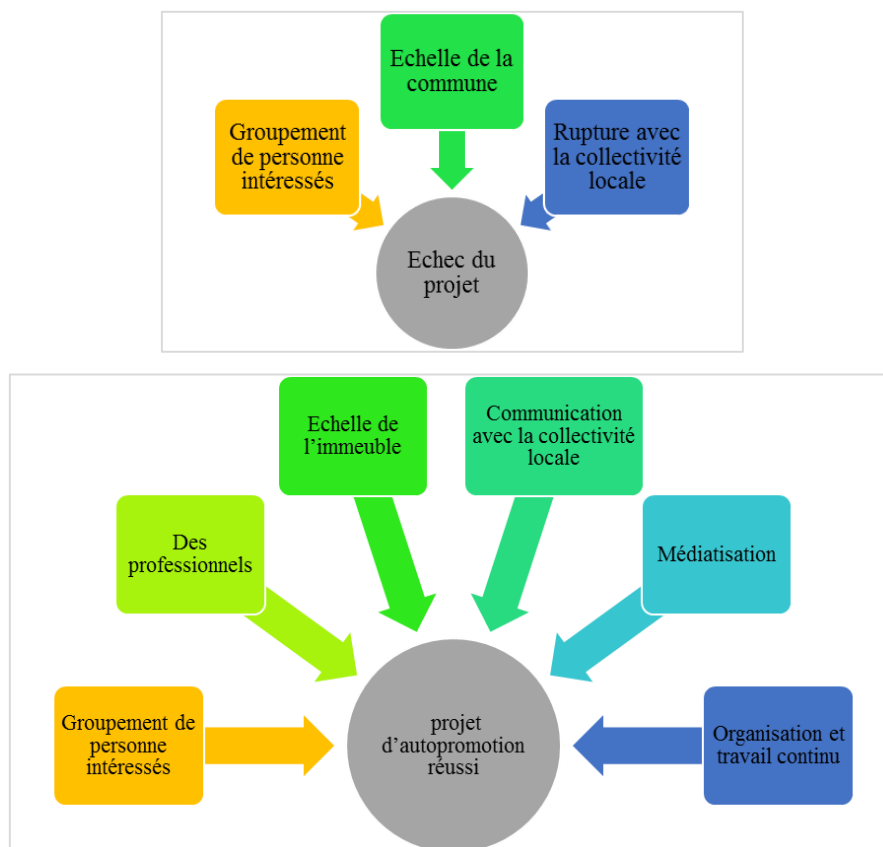 Echelle de la
commune
Groupement
de personne
intéressés
Rupture avec
la collectivité
locale
Echec du
projet
Echelle de
l’immeuble
Communication
avec la collectivité
locale
Des
professionnels
Médiatisation
Groupement de
personne
intéressés
projet
d’autopromotion
réussi
Organisation et
travail continu